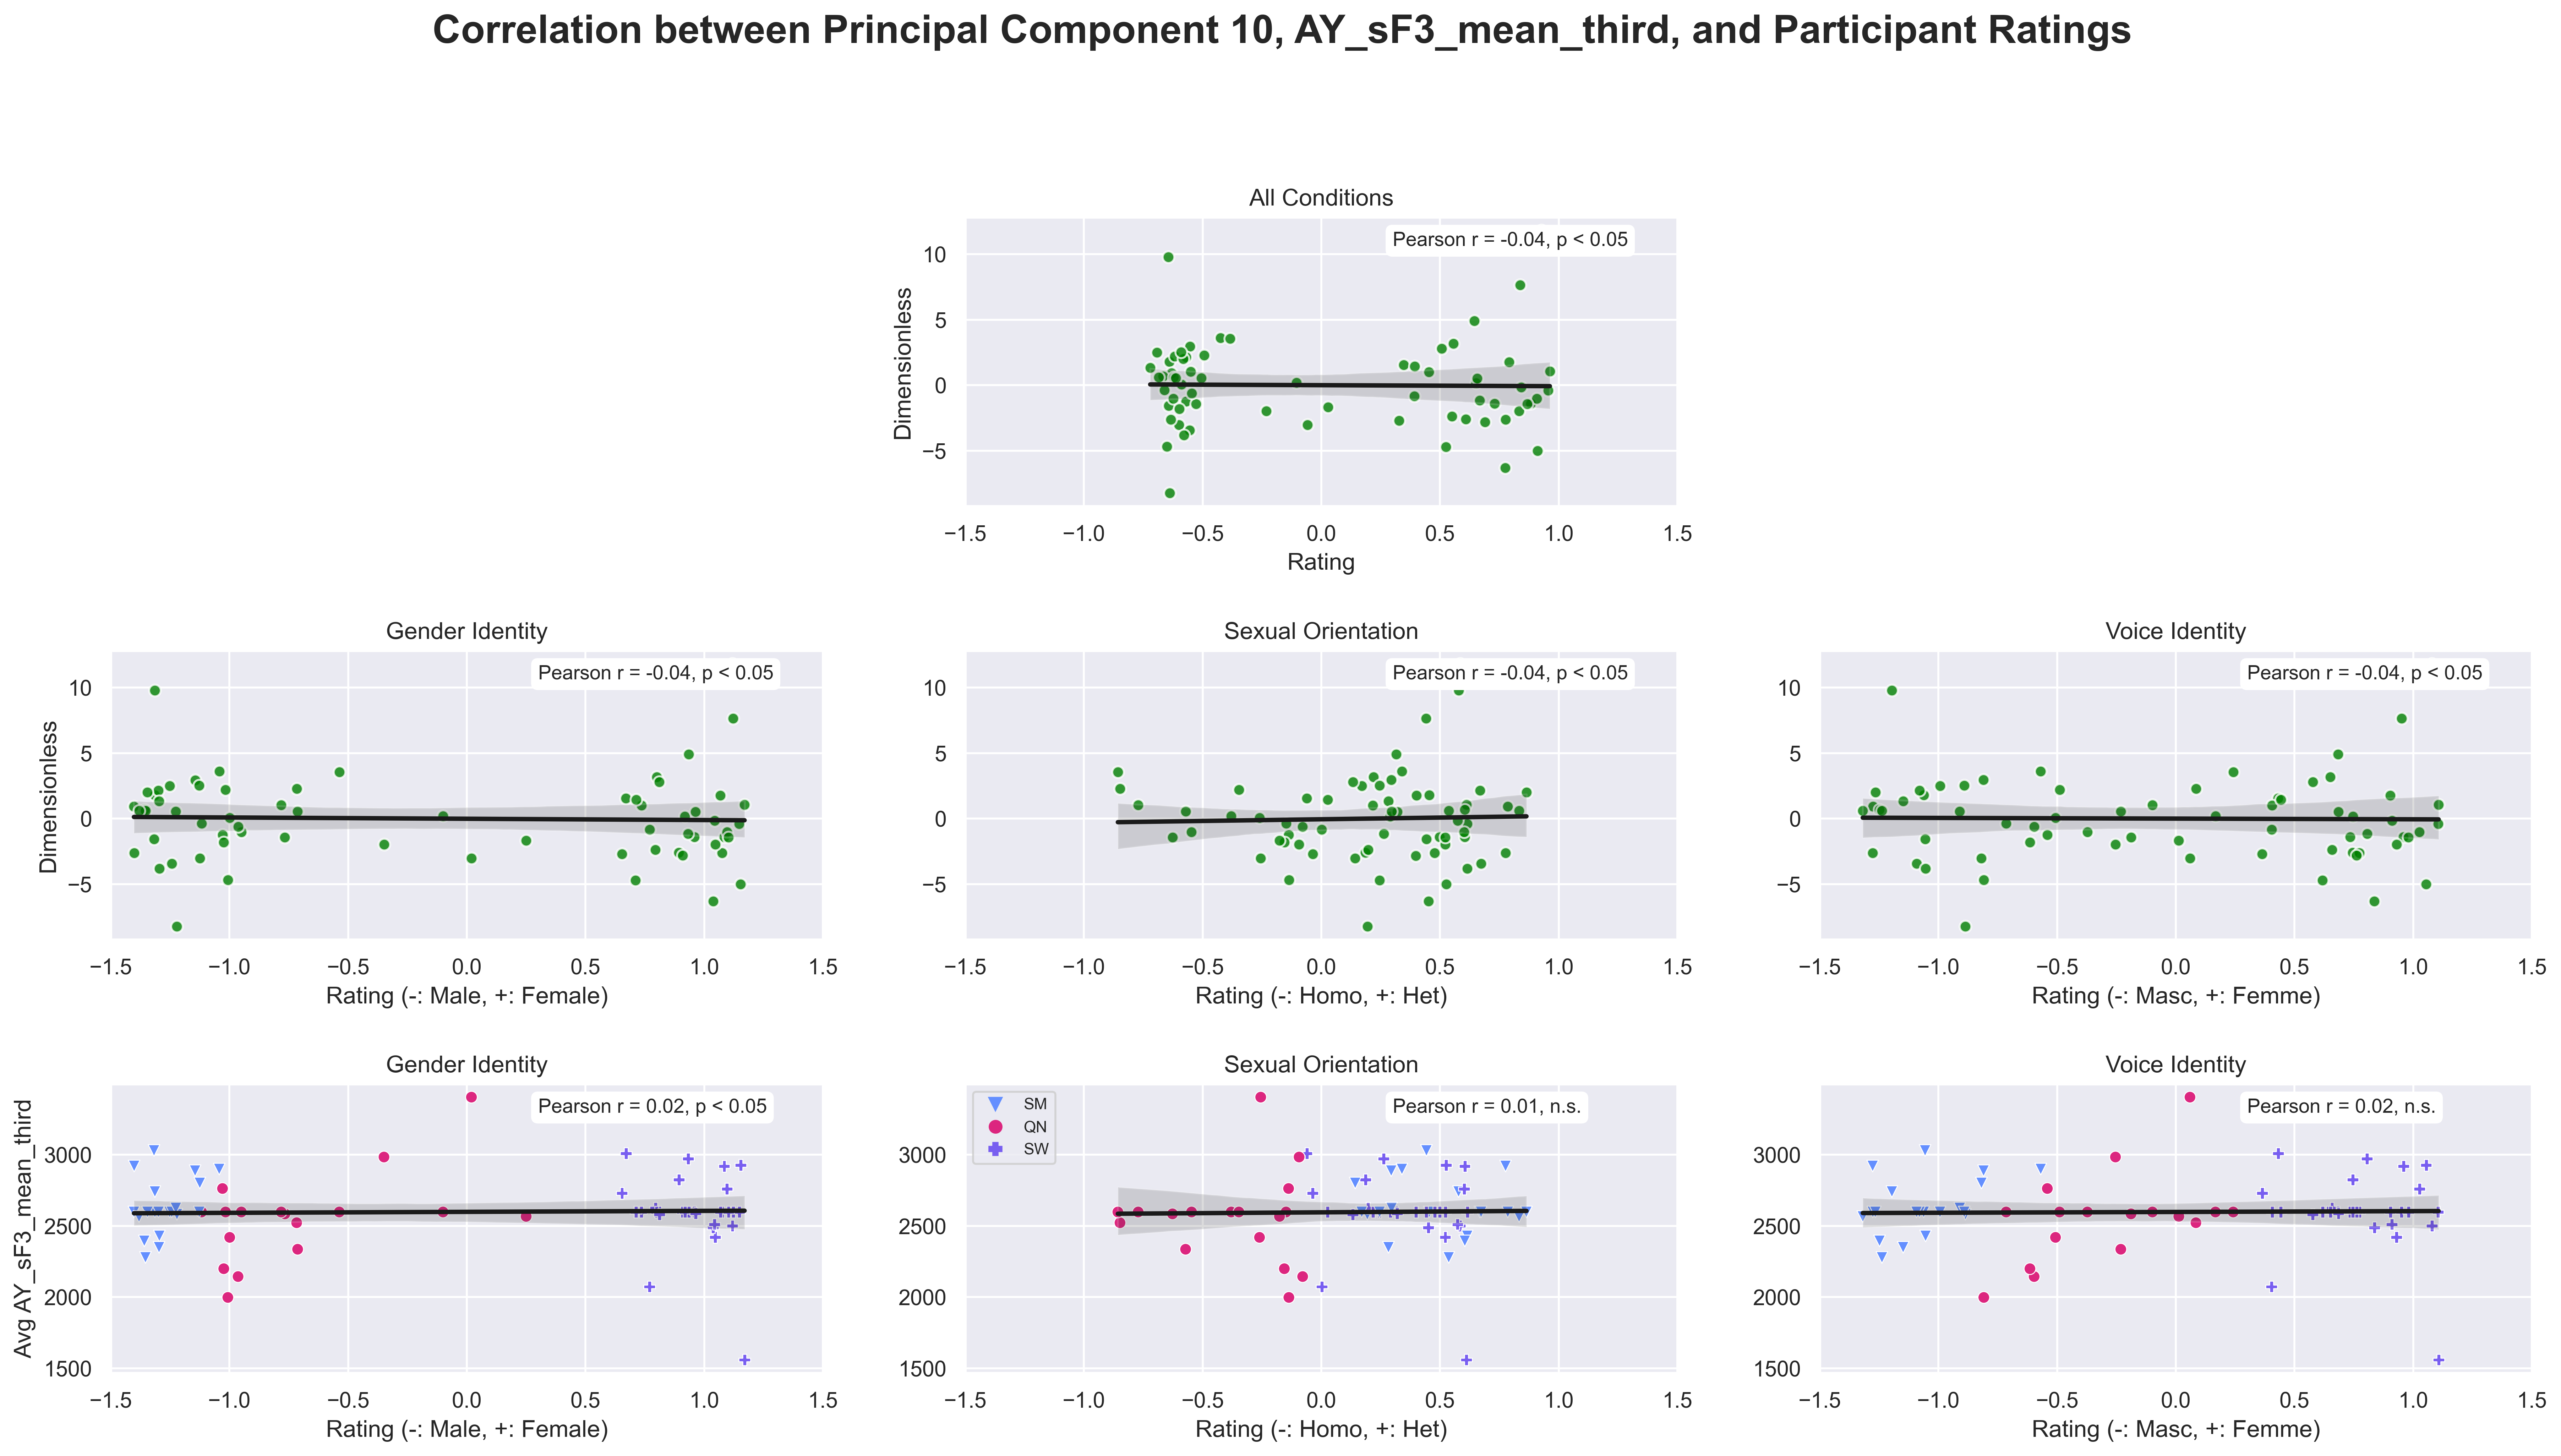 Correlation between Principal Component 10, AY_sF3_mean_third, and Participant Ratings
All Conditions
Pearson r = -0.04, p < 0.05
Dimensionless
10
5
0
−5
−1.5 −1.0 −0.5 0.0 0.5 1.0 1.5
Rating
Gender Identity
Pearson r = -0.04, p < 0.05
Dimensionless
10
5
0
−5
−1.5 −1.0 −0.5 0.0 0.5 1.0 1.5
Rating (-: Male, +: Female)
Sexual Orientation
Pearson r = -0.04, p < 0.05
10
5
0
−5
−1.5 −1.0 −0.5 0.0 0.5 1.0 1.5
Rating (-: Homo, +: Het)
Voice Identity
Pearson r = -0.04, p < 0.05
10
5
0
−5
−1.5 −1.0 −0.5 0.0 0.5 1.0 1.5
Rating (-: Masc, +: Femme)
Gender Identity
Pearson r = 0.02, p < 0.05
Avg AY_sF3_mean_third
3000
2500
2000
1500
−1.5 −1.0 −0.5 0.0 0.5 1.0 1.5
Rating (-: Male, +: Female)
Sexual Orientation
SM
QN
SW
Pearson r = 0.01, n.s.
3000
2500
2000
1500
−1.5 −1.0 −0.5 0.0 0.5 1.0 1.5
Rating (-: Homo, +: Het)
Voice Identity
Pearson r = 0.02, n.s.
3000
2500
2000
1500
−1.5 −1.0 −0.5 0.0 0.5 1.0 1.5
Rating (-: Masc, +: Femme)